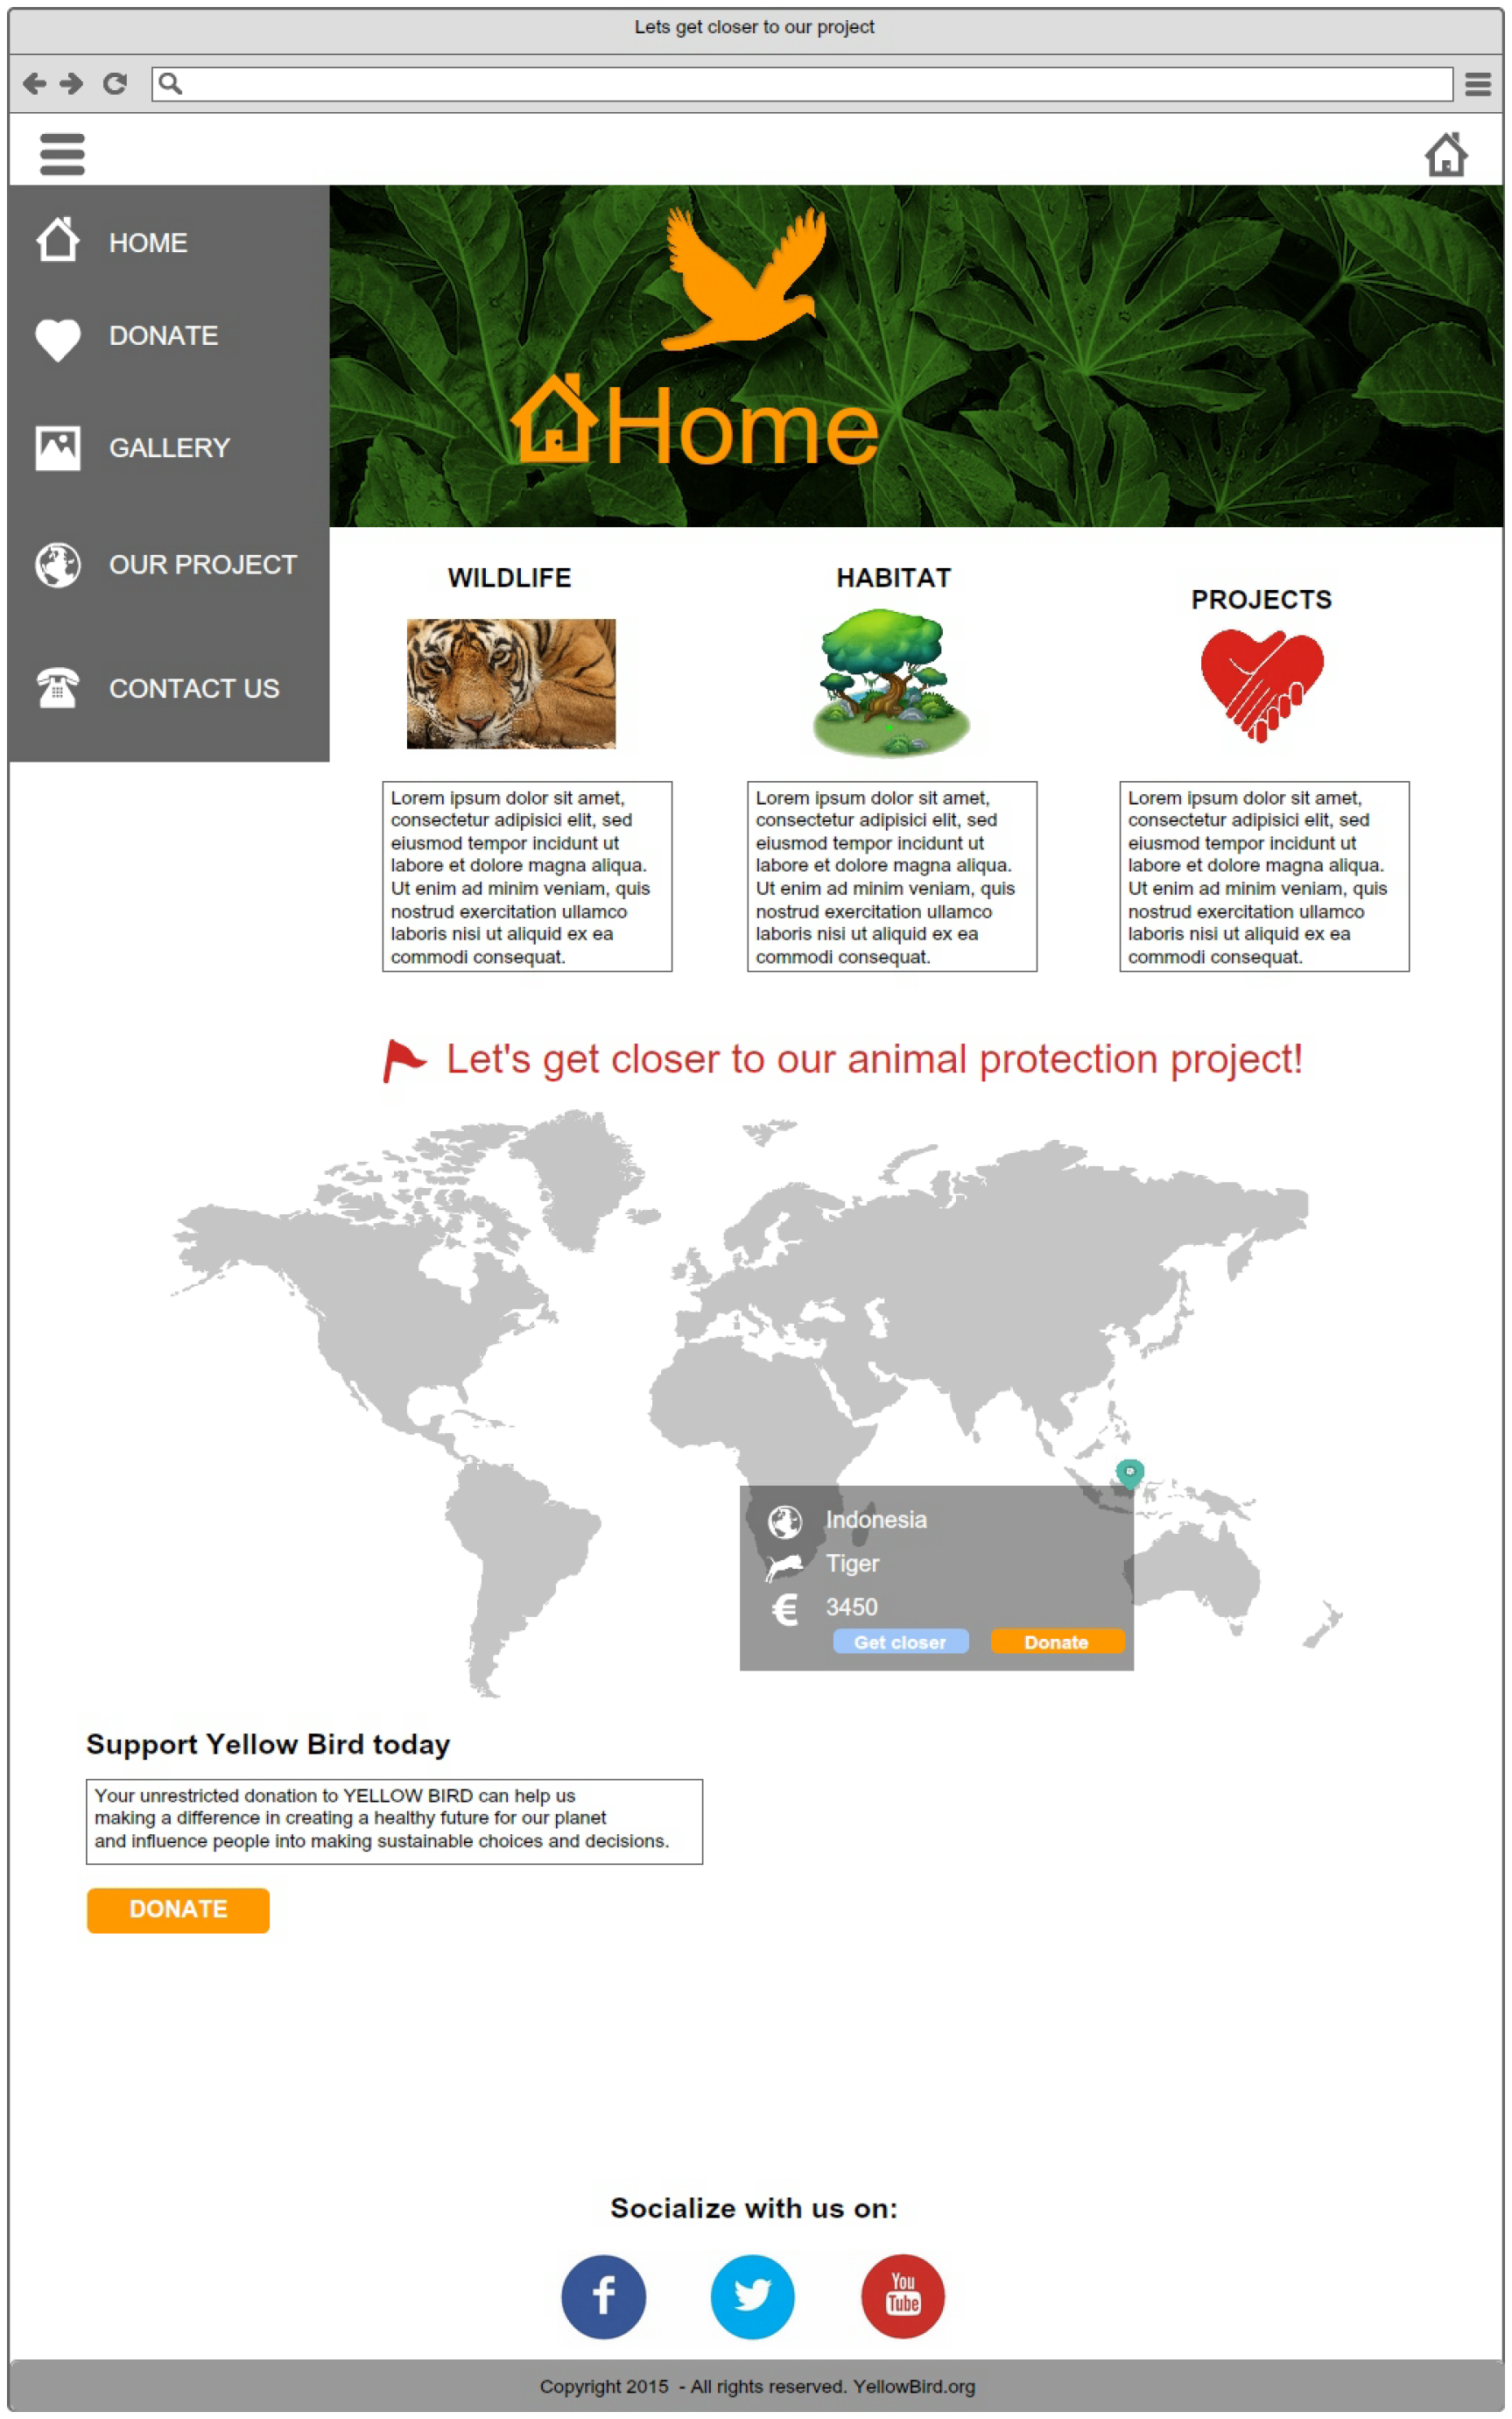 Lets get closer to our project
HOME
DONATE
GALLERY
OUR PROJECT
CONTACT US
Home
WILDLIFE
HABITAT
PROJECTS
Lorem ipsum dolor sit amet,
consectetur adipisici elit, sed
eiusmod tempor incidunt ut
labore et dolore magna aliqua.
Ut enim ad minim veniam, quis
nostrud exercitation ullamco
laboris nisi ut aliquid ex ea
commodi consequat.
Lorem ipsum dolor sit amet,
consectetur adipisici elit, sed
eiusmod tempor incidunt ut
labore et dolore magna aliqua.
Ut enim ad minim veniam, quis
nostrud exercitation ullamco
laboris nisi ut aliquid ex ea
commodi consequat.
Lorem ipsum dolor sit amet,
consectetur adipisici elit, sed
eiusmod tempor incidunt ut
labore et dolore magna aliqua.
Ut enim ad minim veniam, quis
nostrud exercitation ullamco
laboris nisi ut aliquid ex ea
commodi consequat.
Let's get closer to our animal protection project!
Indonesia
Tiger
€ 3450
Get closer
Donate
Support Yellow Bird today
Your unrestricted donation to YELLOW BIRD can help us
making a difference in creating a healthy future for our planet
and influence people into making sustainable choices and decisions.
DONATE
Socialize with us on:
f
You
Tube
Copyright 2015 - All rights reserved. YellowBird.org